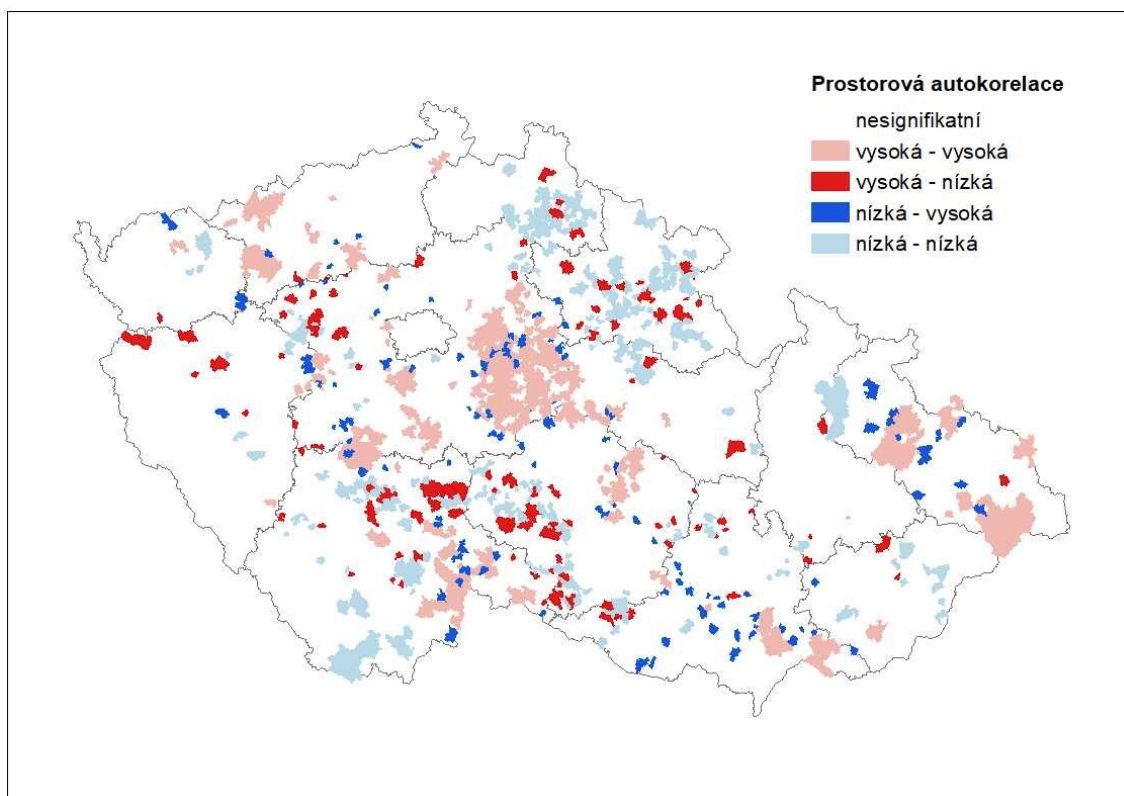 Prostorová autokorelace
nesignifikatní
vysoká - vysoká
vysoká - nízká
nízká - vysoká
nízká - nízká